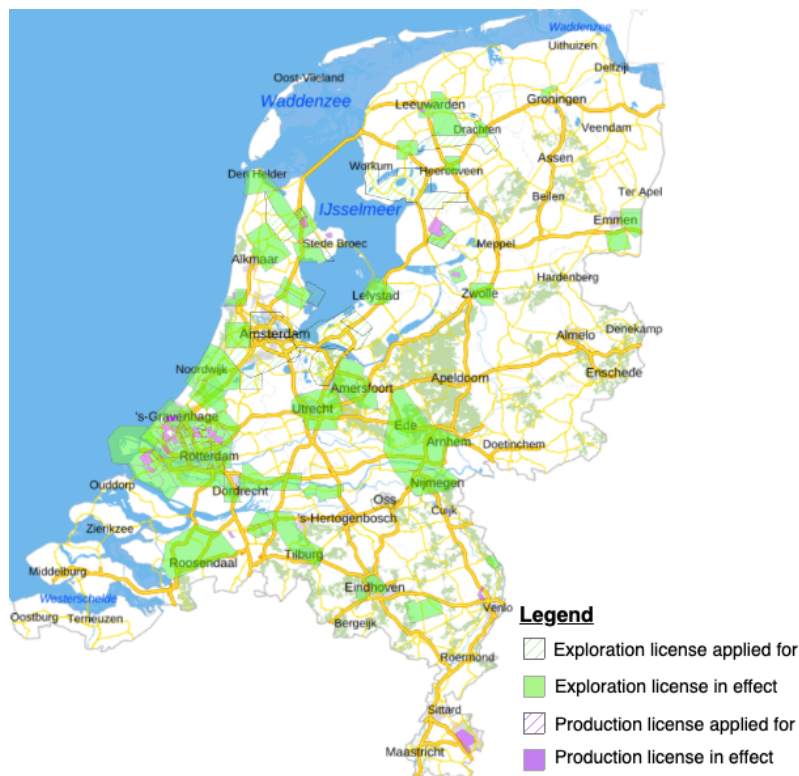 Waddenzee
Uithuizen
Delfzijl
Oost-Vlieland
Waddenzee
Leeuwarden
Groningen
Drachten
Veendam
Assen
Workum
Heerenveen
Den Helder
Beilen
Ter Apel
IJsselmeer
Emmen
Stede Broec
Meppel
Alkmaar
Hardenberg
Lelystad
Zwolle
Amsterdam
Almelo
Denekamp
Noordwijk
Enschede
Apeldoorn
Amersfoort
's-Gravenhage
Utrecht
Ede
Arnhem
Doetinchem
Rotterdam
Ouddorp
Dordrecht
Nijmegen
Oss
Cuijk
Zierikzee
's-Hertogenbosch
Tilburg
Roosendaal
Middelburg
Eindhoven
Westerschelde
Venlo
Oostburg
Terneuzen
Bergeijk
Legend
Exploration license applied for
Roermond
Exploration license in effect
Sittard
Production license applied for
Maastricht
Production license in effect